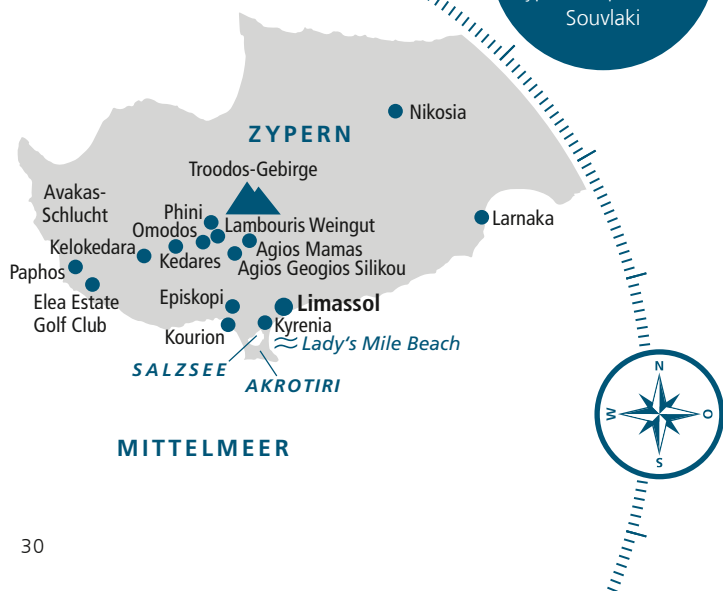 Souvlaki
Nikosia
ZYPERN
Troodos-Gebirge
Avakas-
Schlucht
Phini
Lambouris Weingut
Larnaka
Omodos
Kelokedara
Agios Mamas
Kedares
Agios Geogios Silikou
Paphos
Elea Estate
Golf Club
Episkopi
Limassol
Kourion
Kyrenia
Lady's Mile Beach
SALZSEE
AKROTIRI
N
W
O
S
MITTELMEER
30